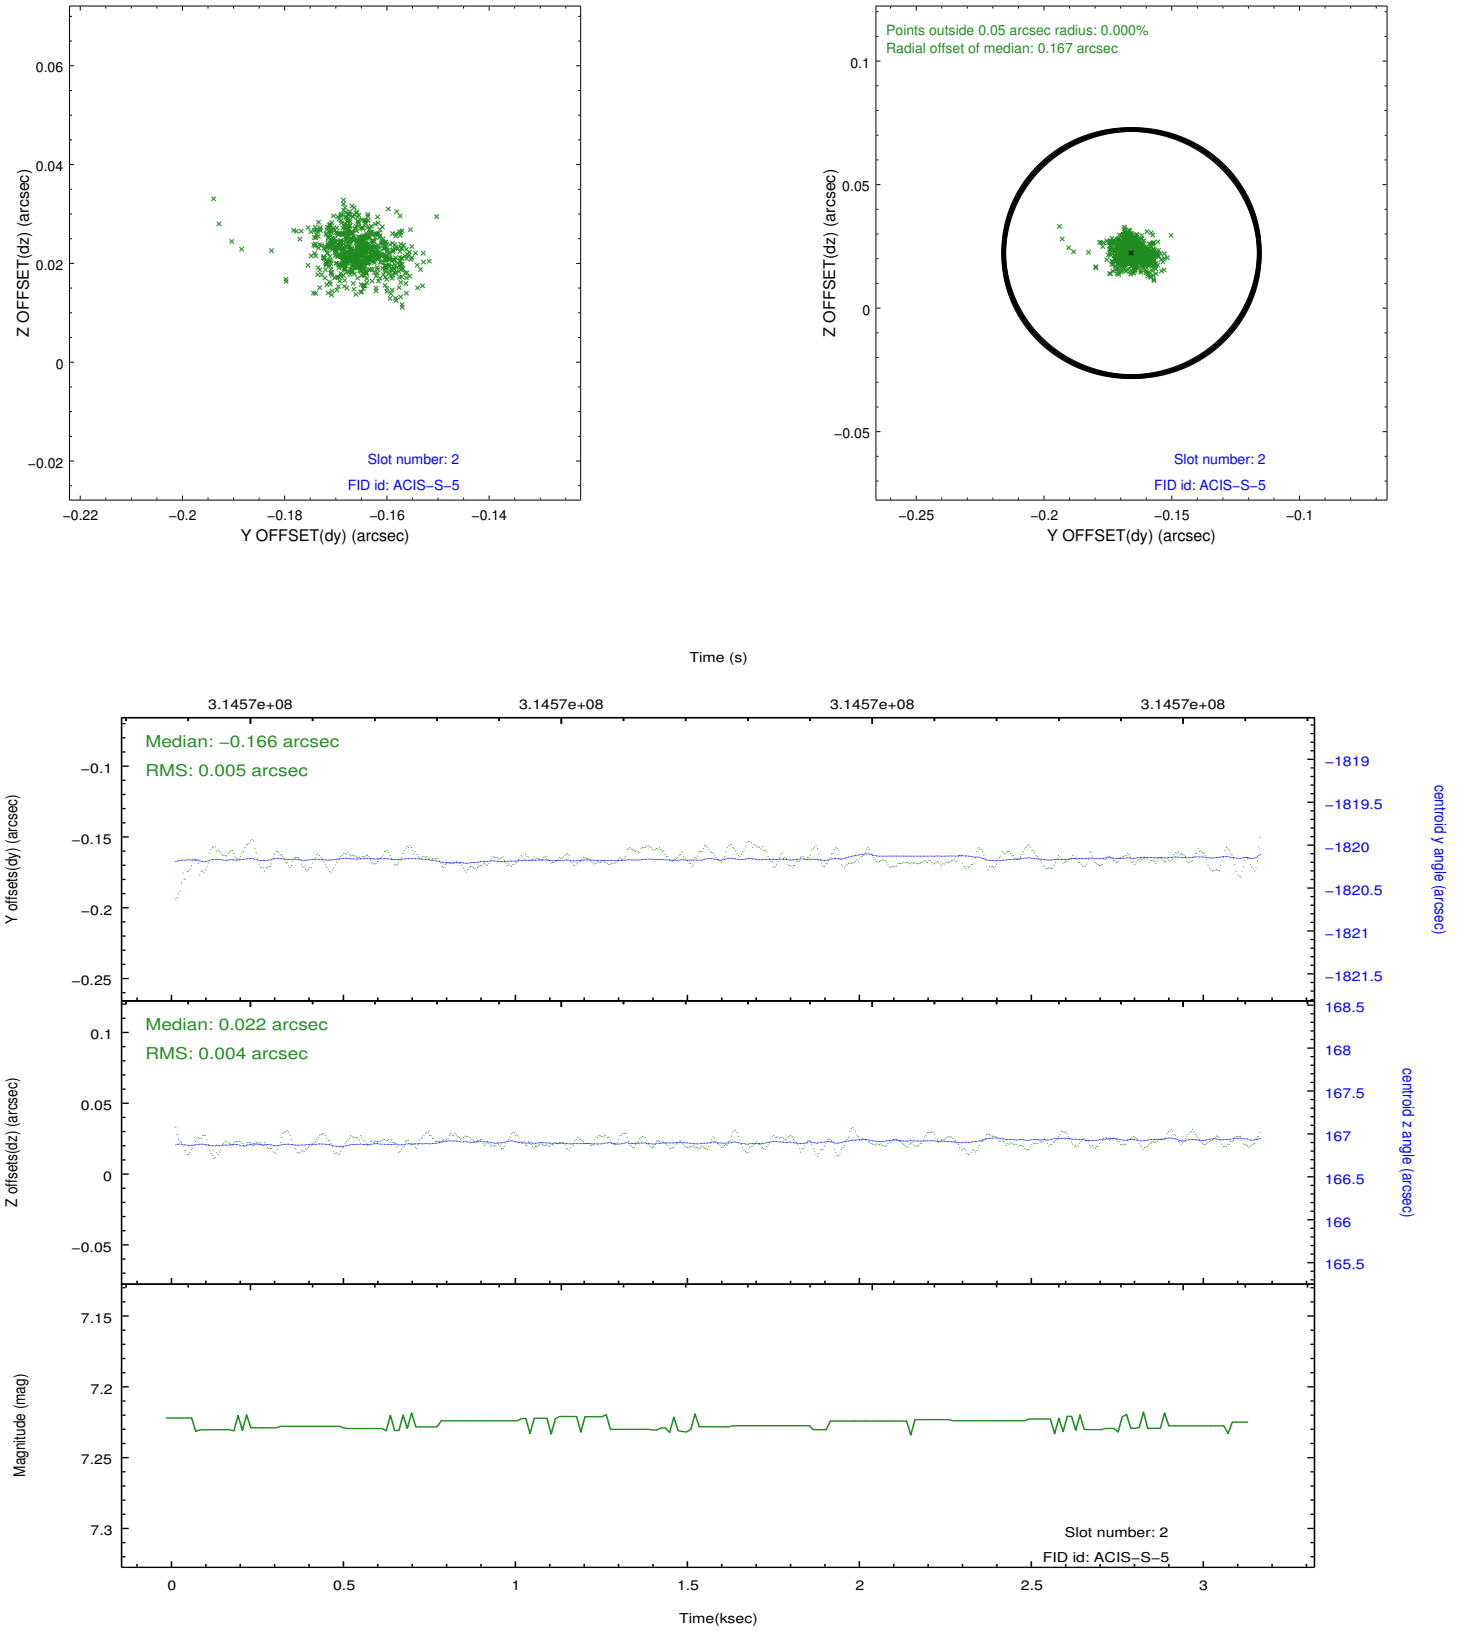 0.06
0.04
0.02
0
−0.02
Z OFFSET(dz) (arcsec)
−0.22
−0.2
−0.18
−0.16
−0.14
Y OFFSET(dy) (arcsec)
Slot number: 2
FID id: ACIS−S−5
Points outside 0.05 arcsec radius: 0.000%
Radial offset of median: 0.167 arcsec
0.1
0.05
0
−0.05
Z OFFSET(dz) (arcsec)
−0.25
−0.2
−0.15
−0.1
Y OFFSET(dy) (arcsec)
Slot number: 2
FID id: ACIS−S−5
Time (s)
3.1457e+08
3.1457e+08
3.1457e+08
3.1457e+08
Median: −0.166 arcsec
RMS: 0.005 arcsec
−0.1
−0.15
−0.2
−0.25
Y offsets(dy) (arcsec)
−1819
−1819.5
−1820
−1820.5
−1821
−1821.5
centroid y angle (arcsec)
Median: 0.022 arcsec
RMS: 0.004 arcsec
0.1
0.05
0
−0.05
Z offsets(dz) (arcsec)
168.5
168
167.5
167
166.5
166
165.5
centroid z angle (arcsec)
7.15
7.2
7.25
7.3
Magnitude (mag)
Slot number: 2
FID id: ACIS−S−5
0
0.5
1
1.5
2
2.5
3
Time(ksec)